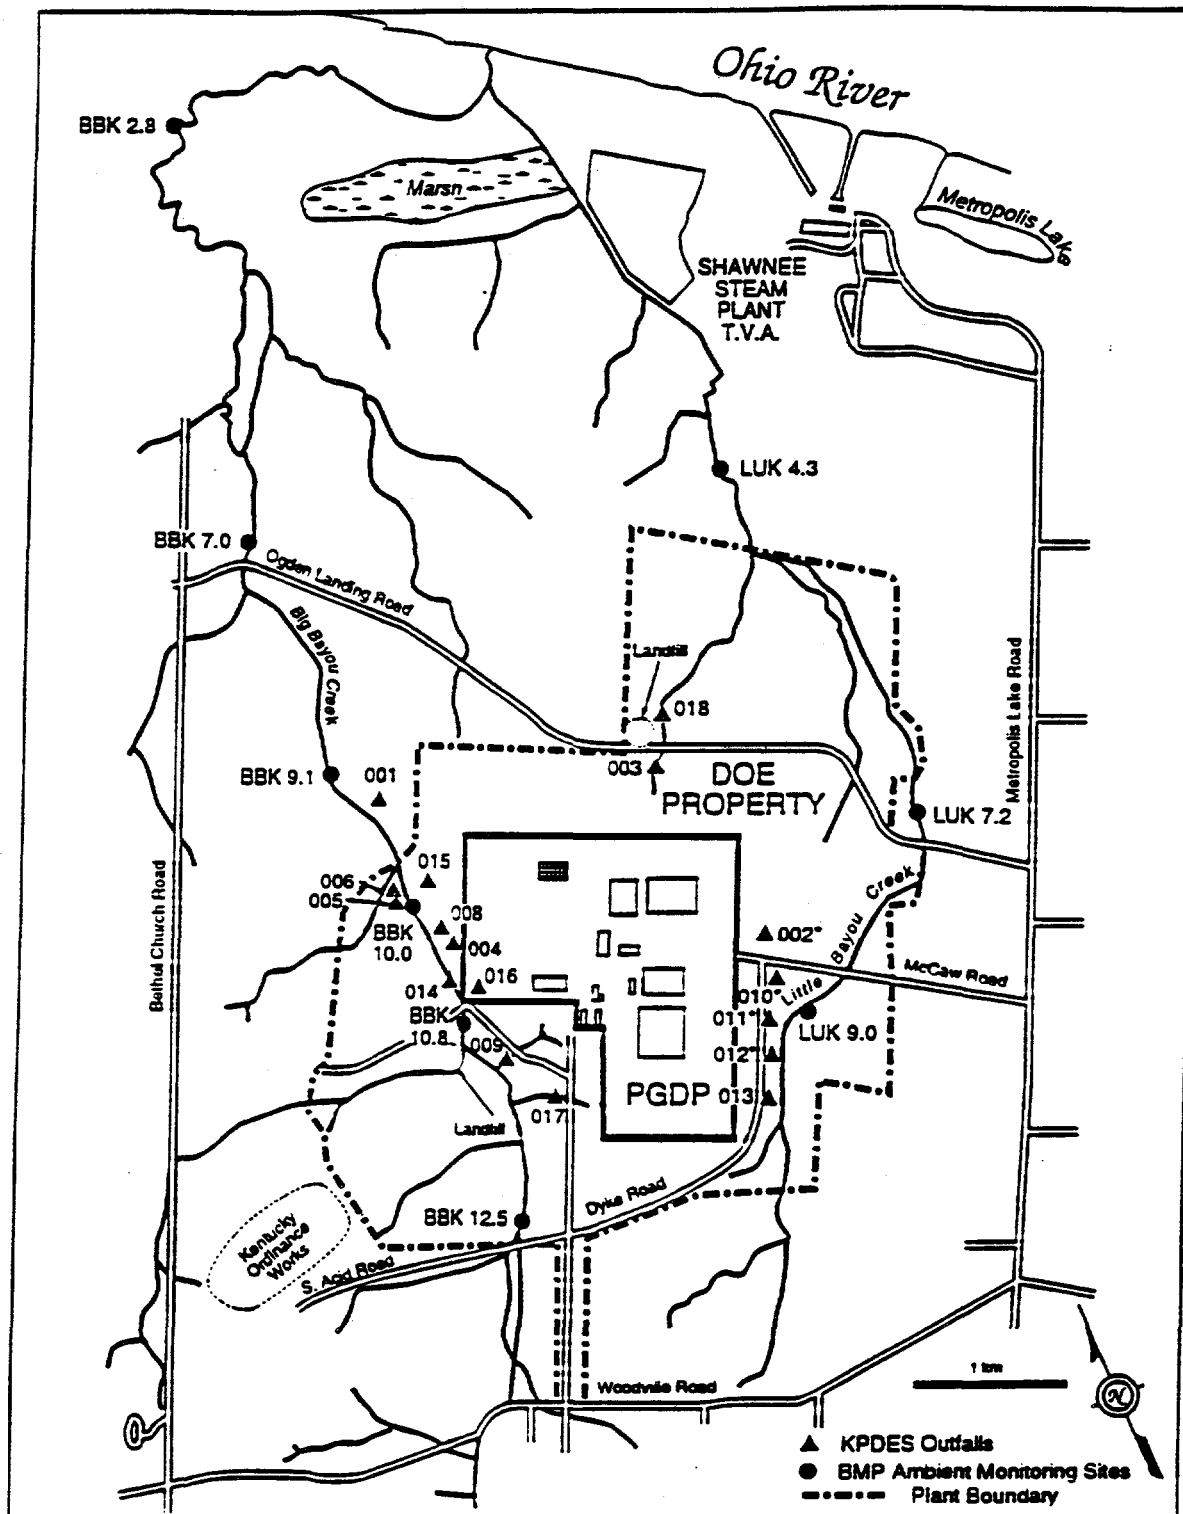 Ohio River
BBK 2.8
Marsn
Metropolis Lake
SHAWNEE
STEAM
PLANT
T.V.A.
LUK 4.3
BBK 7.0
Ogden Landing Road
Big Bayou Creek
Landfill
018
Metropolis Lake Road
BBK 9.1
001
003
DOE
PROPERTY
LUK 7.2
015
006
005
Bethel Church Road
BBK
10.0
008
004
002*
Little Bayou Creek
McCaw Road
014
016
010*
BBK
10.8
011*
LUK 9.0
009
012*
PGDP
013
017
Landfill
Dyke Road
BBK 12.5
Kentucky
Ordinance
Works
S. Acid Road
1 km
Woodville Road
N
KPDES Outfalls
BMP Ambient Monitoring Sites
Plant Boundary